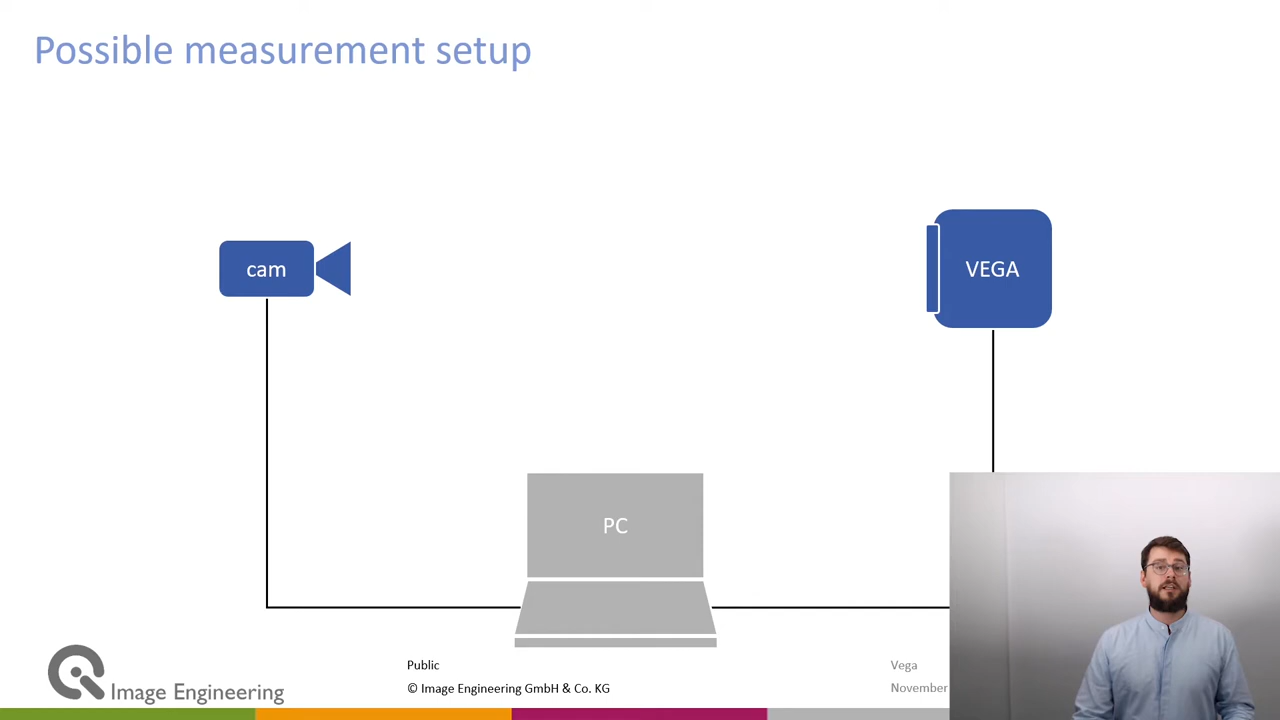 Possible measurement setup
cam
VEGA
PC
Public
Vega
Image Engineering
© Image Engineering GmbH & Co. KG
November